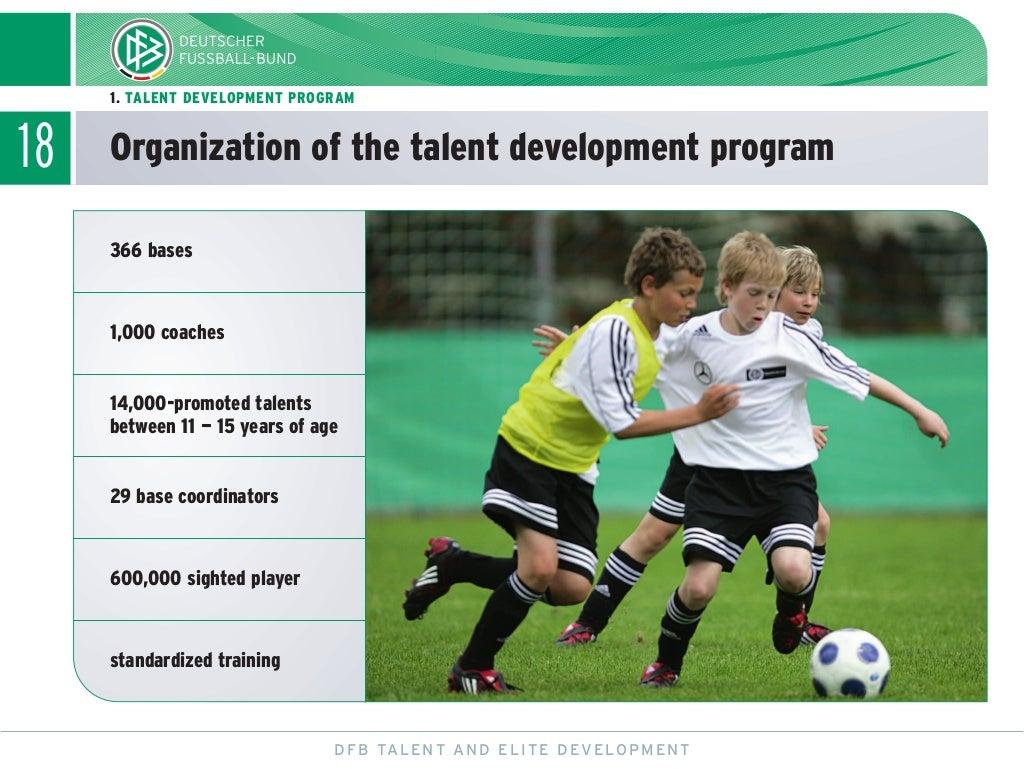 DEUTSCHER
FUSSBALL-BUND
1. TALENT DEVELOPMENT PROGRAM
18
Organization of the talent development program
366 bases
1,000 coaches
14,000-promoted talents
between 11 – 15 years of age
29 base coordinators
600,000 sighted player
standardized training
DFB TALENT AND ELITE DEVELOPMENT